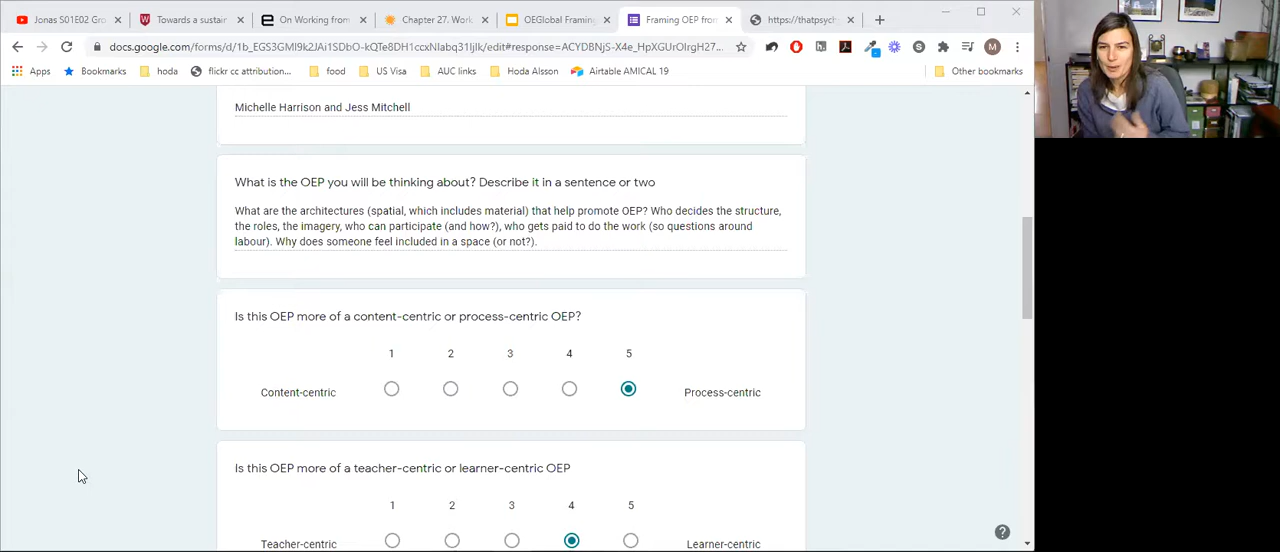 Jonas S01E02 Gro
Towards a sustain
On Working from
Chapter 27. Work
OEGlobal Framing
Framing OEP from
https://thatpsych
docs.google.com/forms/d/1b_EGS3GMI9k2JAi1SDbO-kQTe8DH1ccxNIabq31Ijlk/edit#response=ACYDBNjS-X4e_HpXGUrOIrgH27...
M
Apps
Bookmarks
hoda
flickr cc attribution...
food
US Visa
AUC links
Hoda Alsson
Airtable AMICAL 19
Other bookmarks
Michelle Harrison and Jess Mitchell
What is the OEP you will be thinking about? Describe it in a sentence or two
What are the architectures (spatial, which includes material) that help promote OEP? Who decides the structure,
the roles, the imagery, who can participate (and how?), who gets paid to do the work (so questions around
labour). Why does someone feel included in a space (or not?).
Is this OEP more of a content-centric or process-centric OEP?
1 2 3 4 5
Content-centric Process-centric
Is this OEP more of a teacher-centric or learner-centric OEP
1 2 3 4 5
Teacher-centric Learner-centric